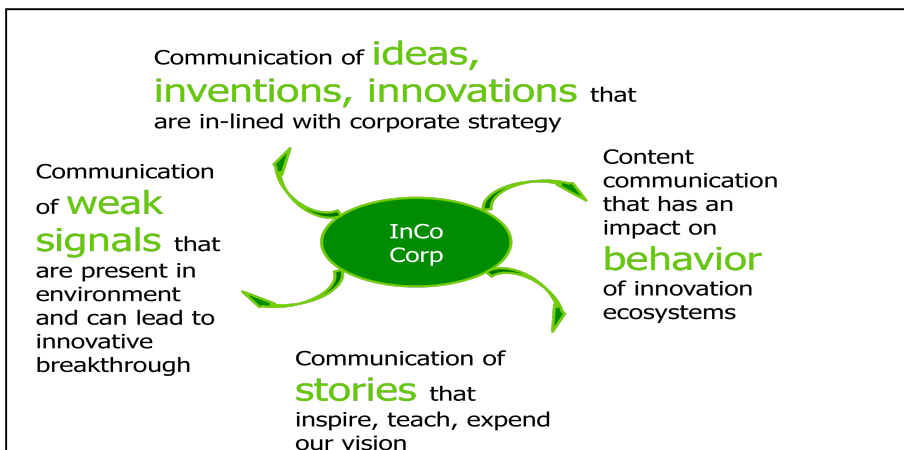 Communication of ideas,
inventions, innovations that
are in-lined with corporate strategy
Communication
of weak
signals that
are present in
environment
and can lead to
innovative
breakthrough
InCo
Corp
Content
communication
that has an
impact on
behavior
of innovation
ecosystems
Communication of
stories that
inspire, teach, expend
our vision